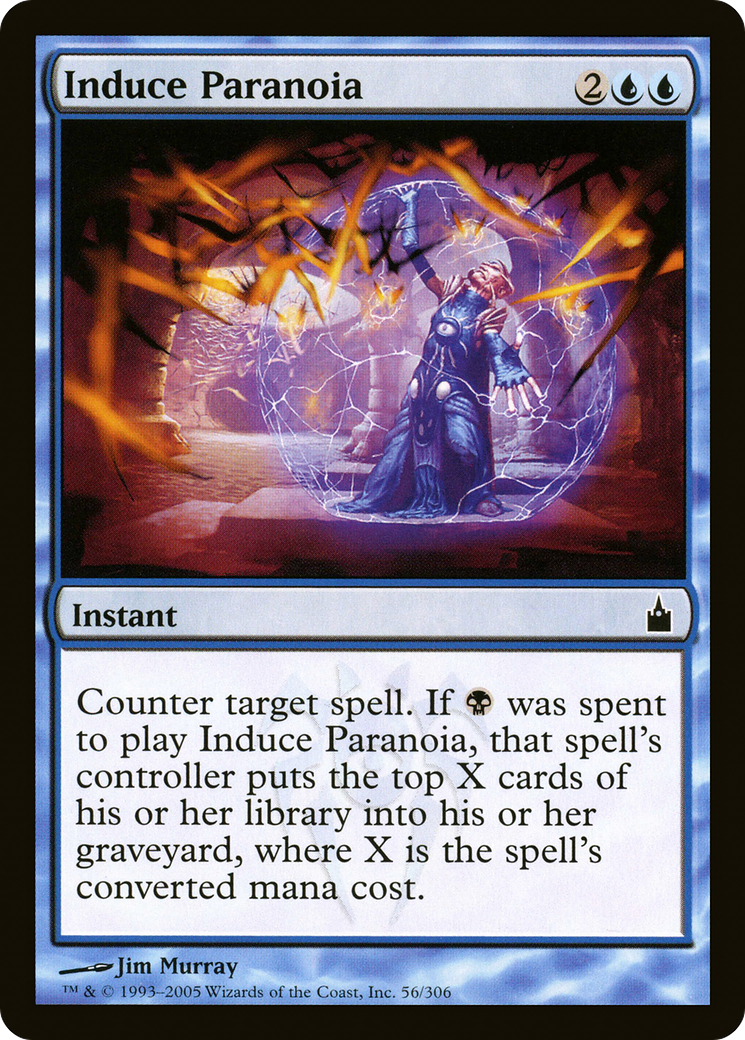 Induce Paranoia 2
Instant
Counter target spell. If was spent
to play Induce Paranoia, that spell's
controller puts the top X cards of
his or her library into his or her
graveyard, where X is the spell's
converted mana cost.
Jim Murray
™ & © 1993–2005 Wizards of the Coast, Inc. 56/306